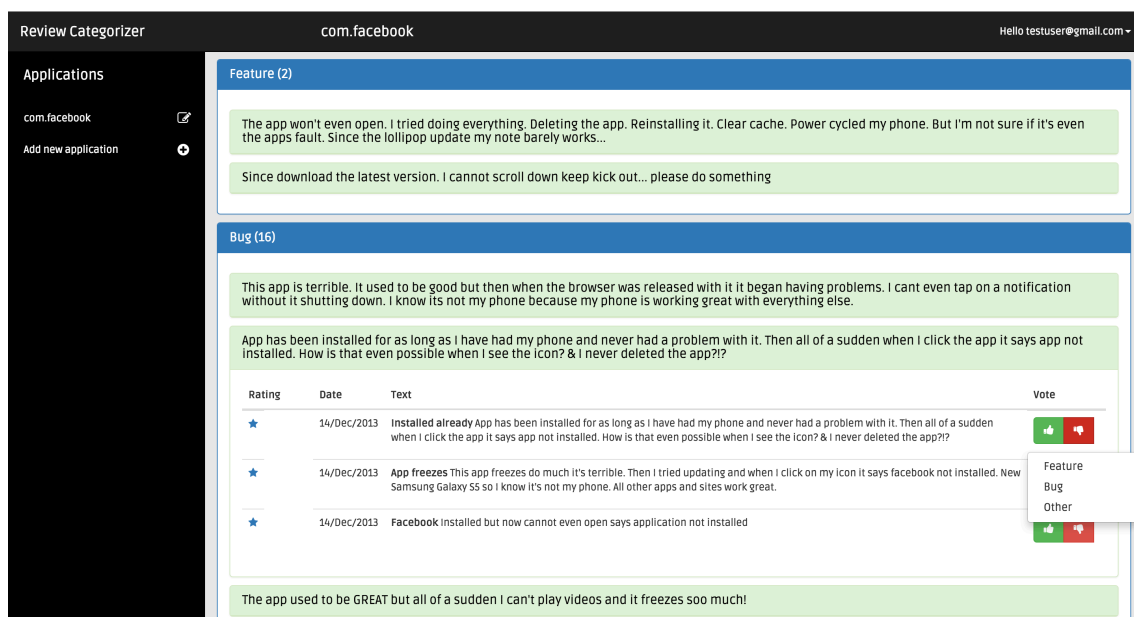 Review Categorizer
com.facebook
Hello testuser@gmail.com
Applications
com.facebook
Add new application
Feature (2)
The app won't even open. I tried doing everything. Deleting the app. Reinstalling it. Clear cache. Power cycled my phone. But I'm not sure if it's even
the apps fault. Since the lollipop update my note barely works...
Since download the latest version. I cannot scroll down keep kick out... please do something
Bug (16)
This app is terrible. It used to be good but then when the browser was released with it it began having problems. I cant even tap on a notification
without it shutting down. I know its not my phone because my phone is working great with everything else.
App has been installed for as long as I have had my phone and never had a problem with it. Then all of a sudden when I click the app it says app not
installed. How is that even possible when I see the icon? & I never deleted the app?!?
Rating Date Text Vote
14/Dec/2013 Installed already App has been installed for as long as I have had my phone and never had a problem with it. Then all of a sudden
when I click the app it says app not installed. How is that even possible when I see the icon? & I never deleted the app?!?
14/Dec/2013 App freezes This app freezes do much it's terrible. Then I tried updating and when I click on my icon it says facebook not installed. New
Samsung Galaxy S5 so I know it's not my phone. All other apps and sites work great.
Feature
Bug
Other
14/Dec/2013 Facebook Installed but now cannot even open says application not installed
The app used to be GREAT but all of a sudden I can't play videos and it freezes soo much!